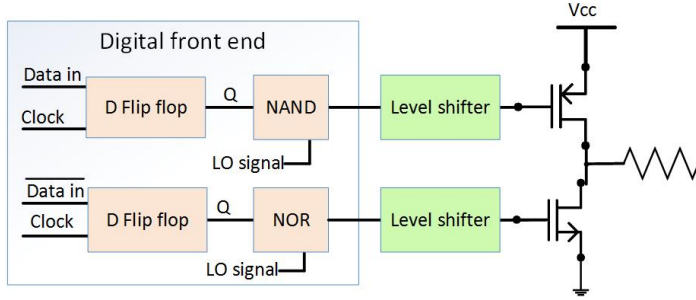 Vcc
Digital front end
Data in
Clock
D Flip flop
Q
NAND
Level shifter
LO signal
Data in
Clock
D Flip flop
Q
NOR
Level shifter
LO signal